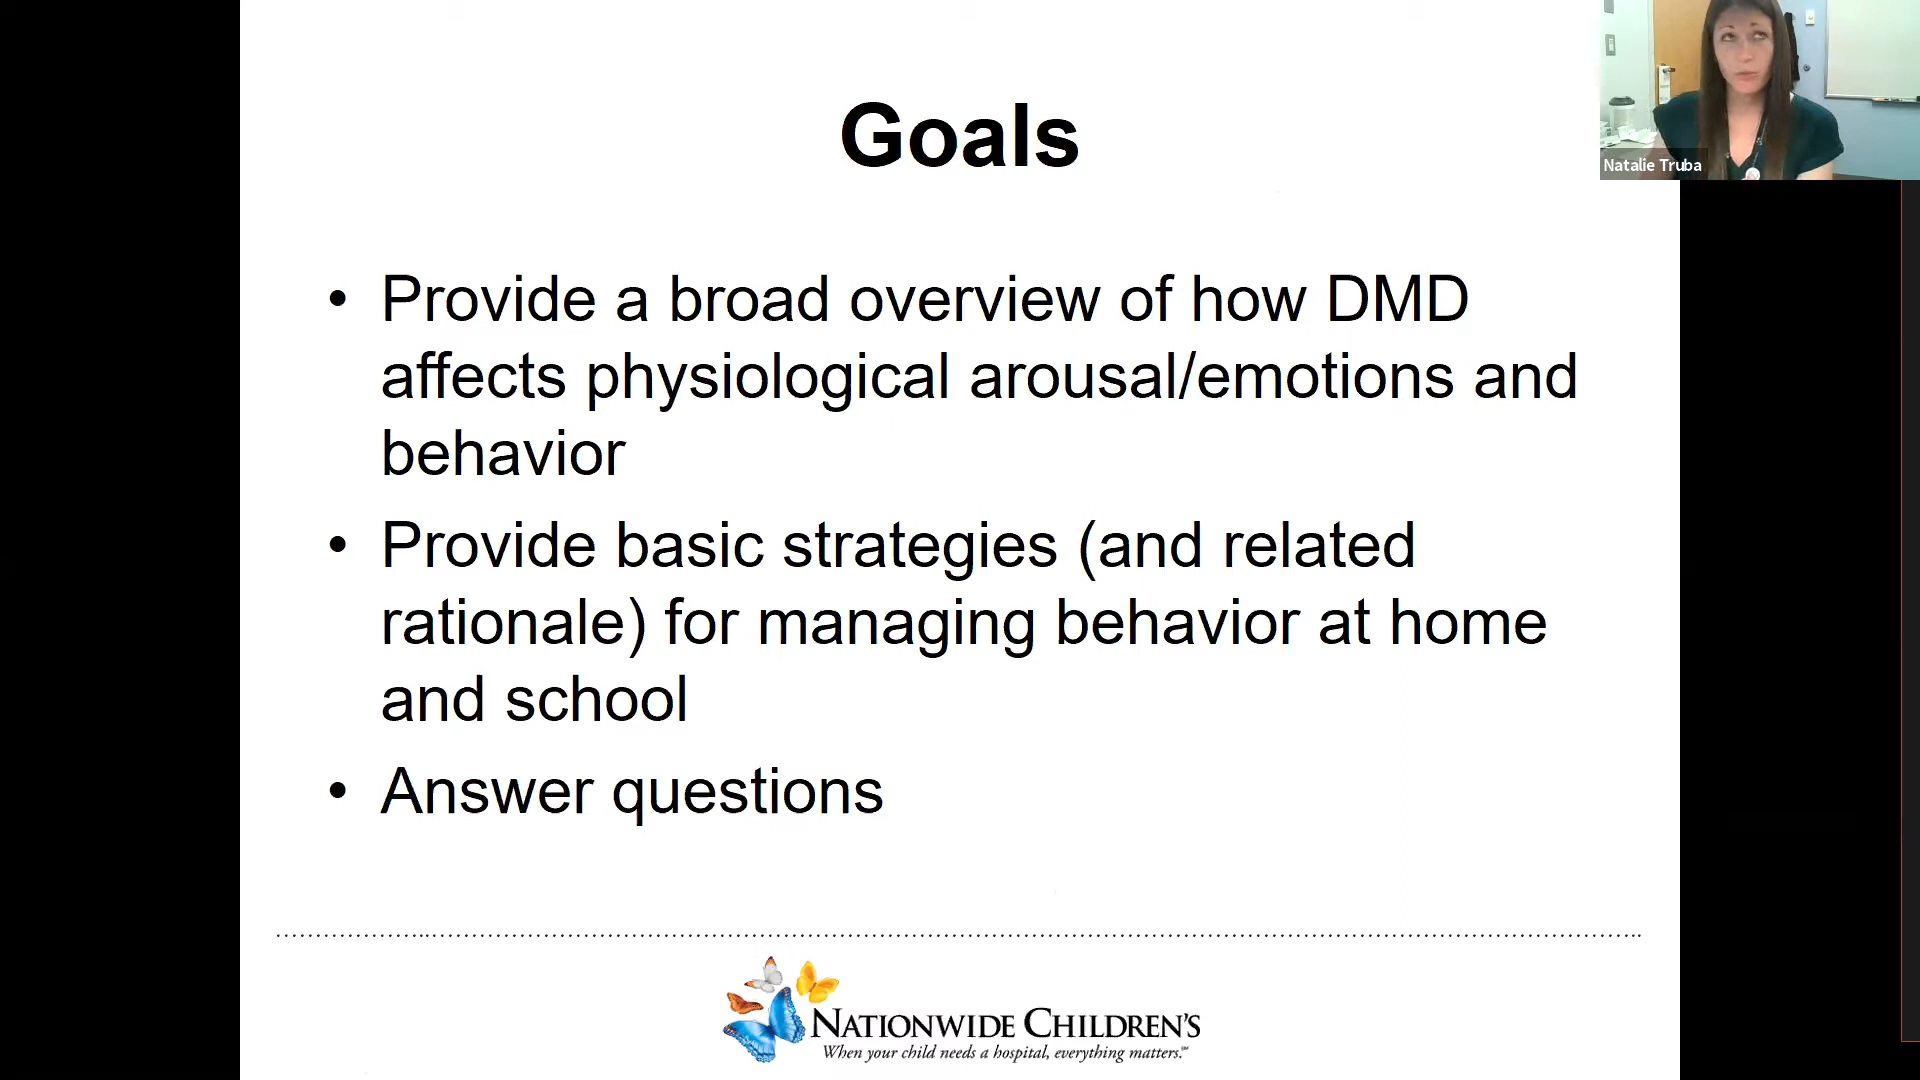 Goals
Natalie Truba
• Provide a broad overview of how DMD
affects physiological arousal/emotions and
behavior
• Provide basic strategies (and related
rationale) for managing behavior at home
and school
• Answer questions
NATIONWIDE CHILDREN'S
When your child needs a hospital, everything matters.℠